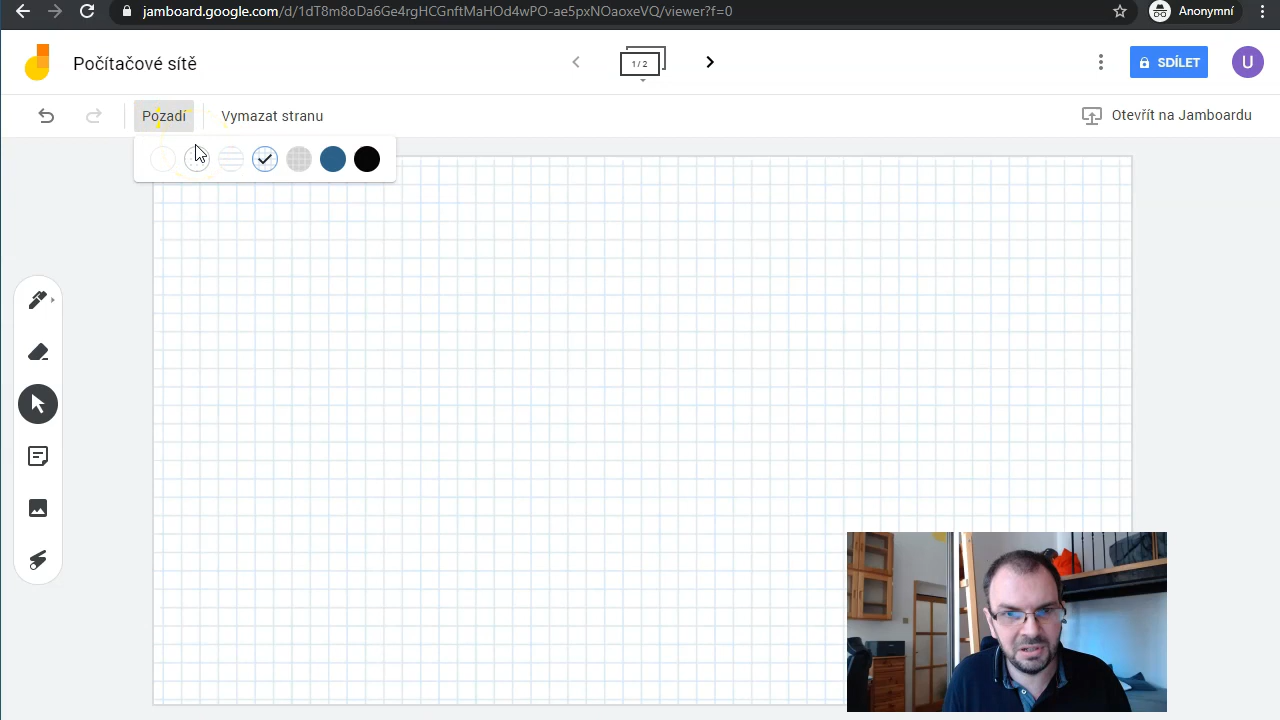 jamboard.google.com/d/1dT8m8oDa6Ge4rgHCGnftMaHOd4wPO-ae5pxNOaoxeVQ/viewer?f=0
Anonymní
Počítačové sítě
1 / 2
SDÍLET
U
Pozadí
Vymazat stranu
Otevřít na Jamboardu